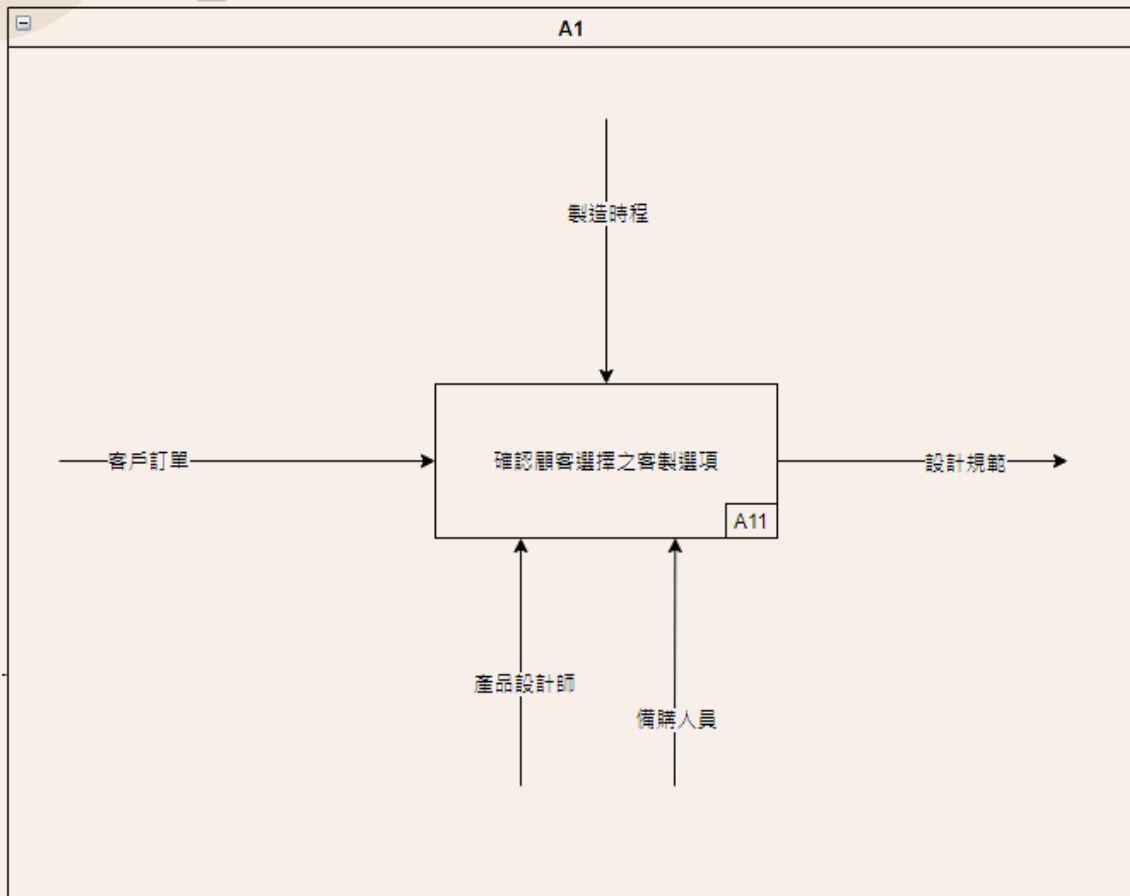 A1
製造時程
客戶訂單
確認顧客選擇之客製選項
設計規範
A11
產品設計師
備購人員